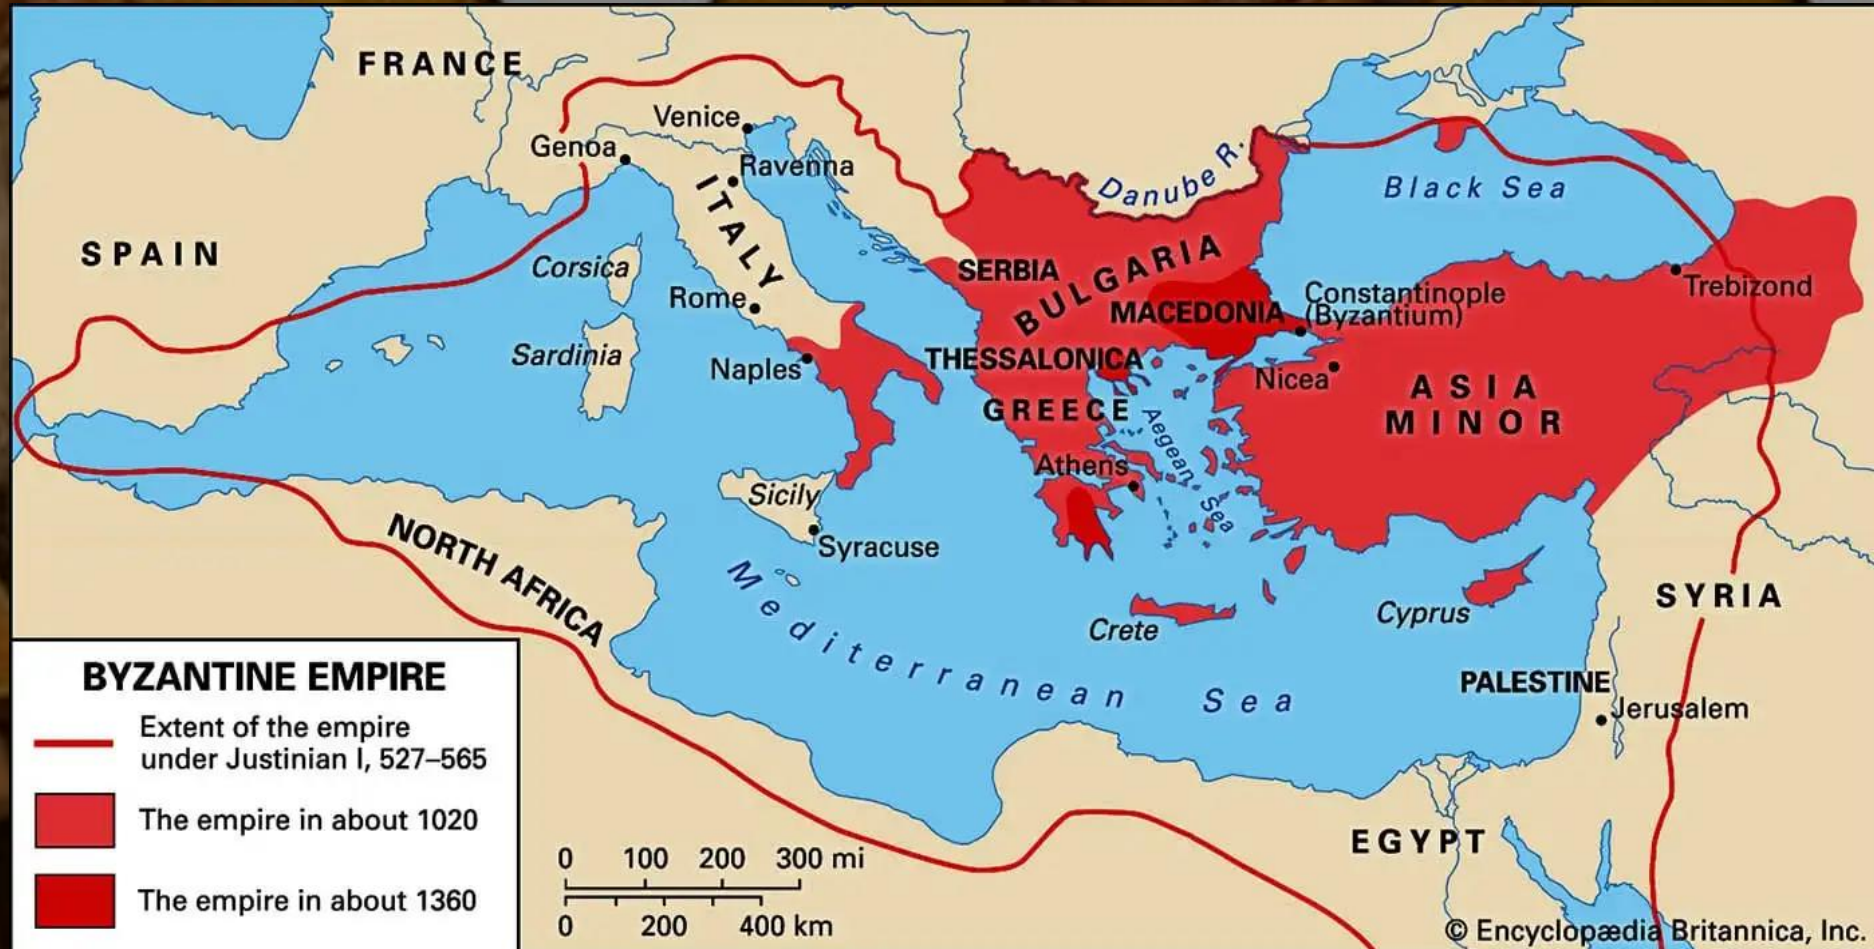 FRANCE
Venice
Genoa
Ravenna
Danube R.
Black Sea
ITALY
SPAIN
Corsica
SERBIA
BULGARIA
Rome
MACEDONIA
Constantinople
(Byzantium)
Trebizond
Sardinia
Naples
THESSALONICA
Nicea
ASIA
MINOR
GREECE
Aegean Sea
Athens
Sicily
Syracuse
NORTH AFRICA
Mediterranean Sea
Crete
Cyprus
SYRIA
PALESTINE
Jerusalem
EGYPT
BYZANTINE EMPIRE
Extent of the empire
under Justinian I, 527–565
The empire in about 1020
The empire in about 1360
0 100 200 300 mi
0 200 400 km
© Encyclopædia Britannica, Inc.